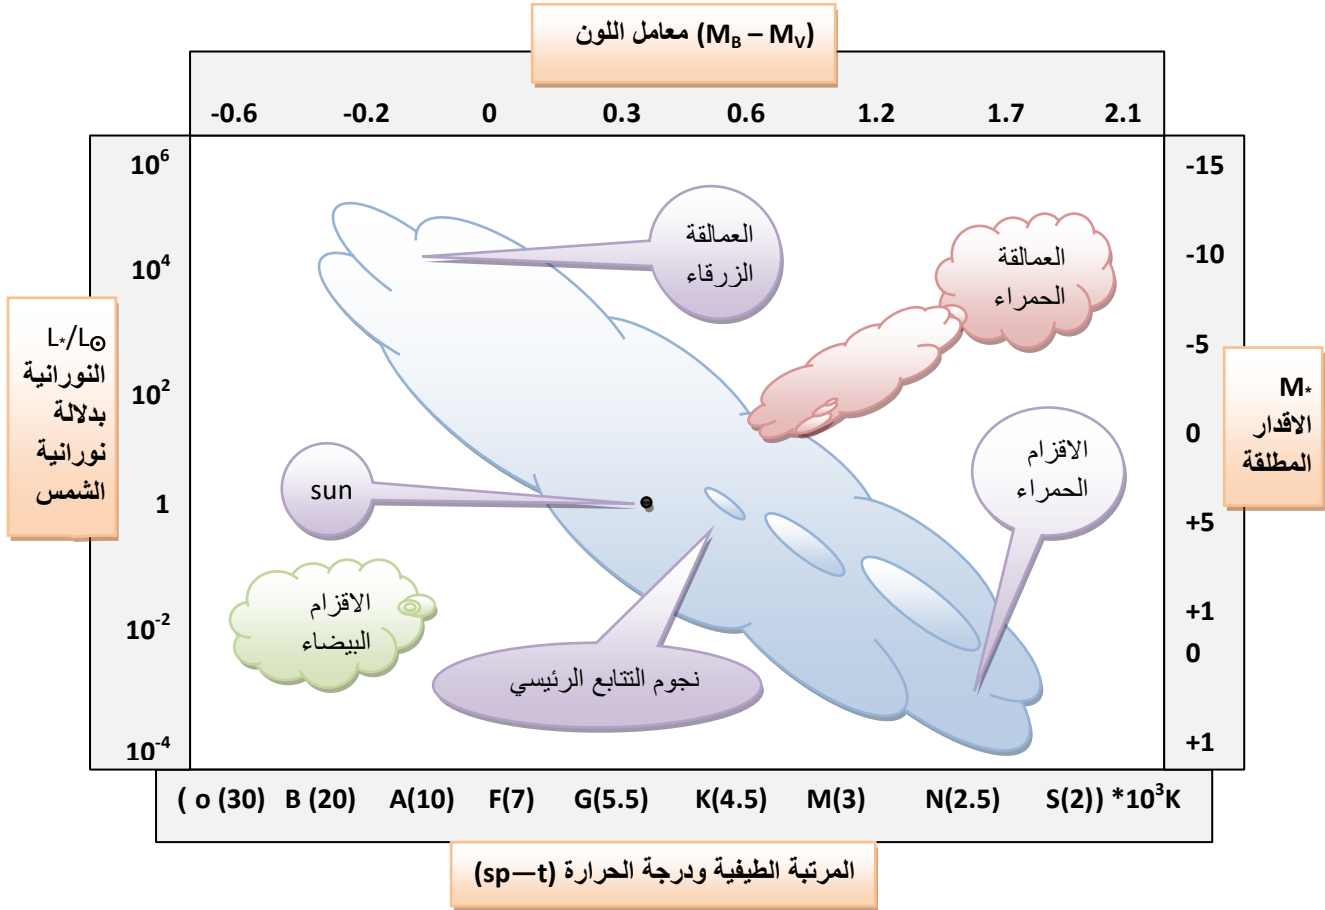 معامل اللون (M_B – M_V)
-0.6 -0.2 0 0.3 0.6 1.2 1.7 2.1
10^6
10^4
10^2
1
10^-2
10^-4
L*/L⊙
النورانية
بدلالة
نورانية
الشمس
العمالقة
الزرقاء
العمالقة
الحمراء
الاقزام
الحمراء
sun
الاقزام
البيضاء
نجوم التتابع الرئيسي
-15
-10
-5
0
+5
+1
0
+1
M*
الاقدار
المطلقة
( o (30) B (20) A(10) F(7) G(5.5) K(4.5) M(3) N(2.5) S(2)) *10^3K
المرتبة الطيفية ودرجة الحرارة (sp—t)